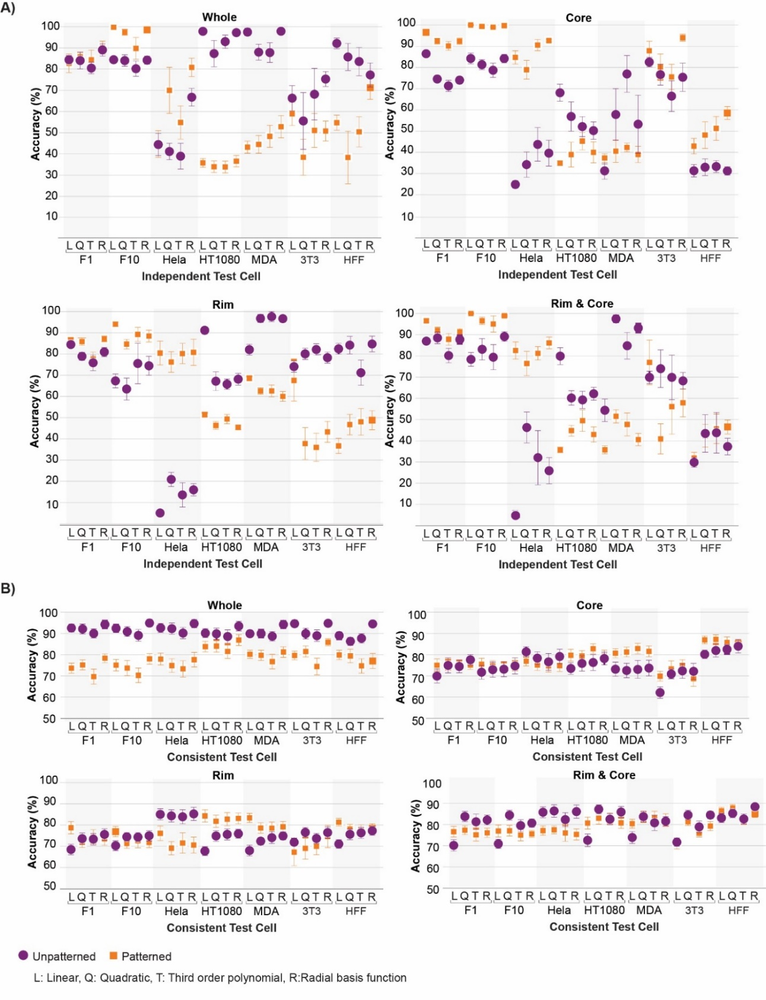 A)
Whole
Accuracy (%)
100
90
80
70
60
50
40
30
20
10
L Q T R L Q T R L Q T R L Q T R L Q T R L Q T R L Q T R
F1 F10 Hela HT1080 MDA 3T3 HFF
Independent Test Cell
Core
Accuracy (%)
100
90
80
70
60
50
40
30
20
10
L Q T R L Q T R L Q T R L Q T R L Q T R L Q T R L Q T R
F1 F10 Hela HT1080 MDA 3T3 HFF
Independent Test Cell
Rim
Accuracy (%)
100
90
80
70
60
50
40
30
20
10
L Q T R L Q T R L Q T R L Q T R L Q T R L Q T R L Q T R
F1 F10 Hela HT1080 MDA 3T3 HFF
Independent Test Cell
Rim & Core
Accuracy (%)
100
90
80
70
60
50
40
30
20
10
L Q T R L Q T R L Q T R L Q T R L Q T R L Q T R L Q T R
F1 F10 Hela HT1080 MDA 3T3 HFF
Independent Test Cell
B)
Whole
Accuracy (%)
100
90
80
70
60
50
L Q T R L Q T R L Q T R L Q T R L Q T R L Q T R L Q T R
F1 F10 Hela HT1080 MDA 3T3 HFF
Consistent Test Cell
Core
Accuracy (%)
100
90
80
70
60
50
L Q T R L Q T R L Q T R L Q T R L Q T R L Q T R L Q T R
F1 F10 Hela HT1080 MDA 3T3 HFF
Consistent Test Cell
Rim
Accuracy (%)
100
90
80
70
60
50
L Q T R L Q T R L Q T R L Q T R L Q T R L Q T R L Q T R
F1 F10 Hela HT1080 MDA 3T3 HFF
Consistent Test Cell
Rim & Core
Accuracy (%)
100
90
80
70
60
50
L Q T R L Q T R L Q T R L Q T R L Q T R L Q T R L Q T R
F1 F10 Hela HT1080 MDA 3T3 HFF
Consistent Test Cell
Unpatterned Patterned
L: Linear, Q: Quadratic, T: Third order polynomial, R:Radial basis function